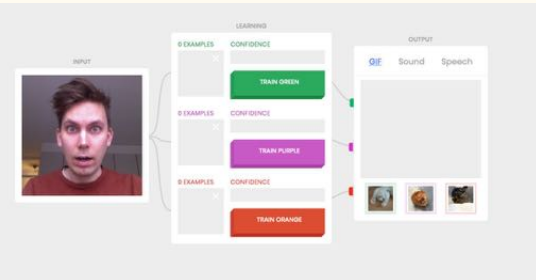 LEARNING
INPUT
OUTPUT
0 EXAMPLES CONFIDENCE
TRAIN GREEN
0 EXAMPLES CONFIDENCE
TRAIN PURPLE
0 EXAMPLES CONFIDENCE
TRAIN ORANGE
GIF Sound Speech